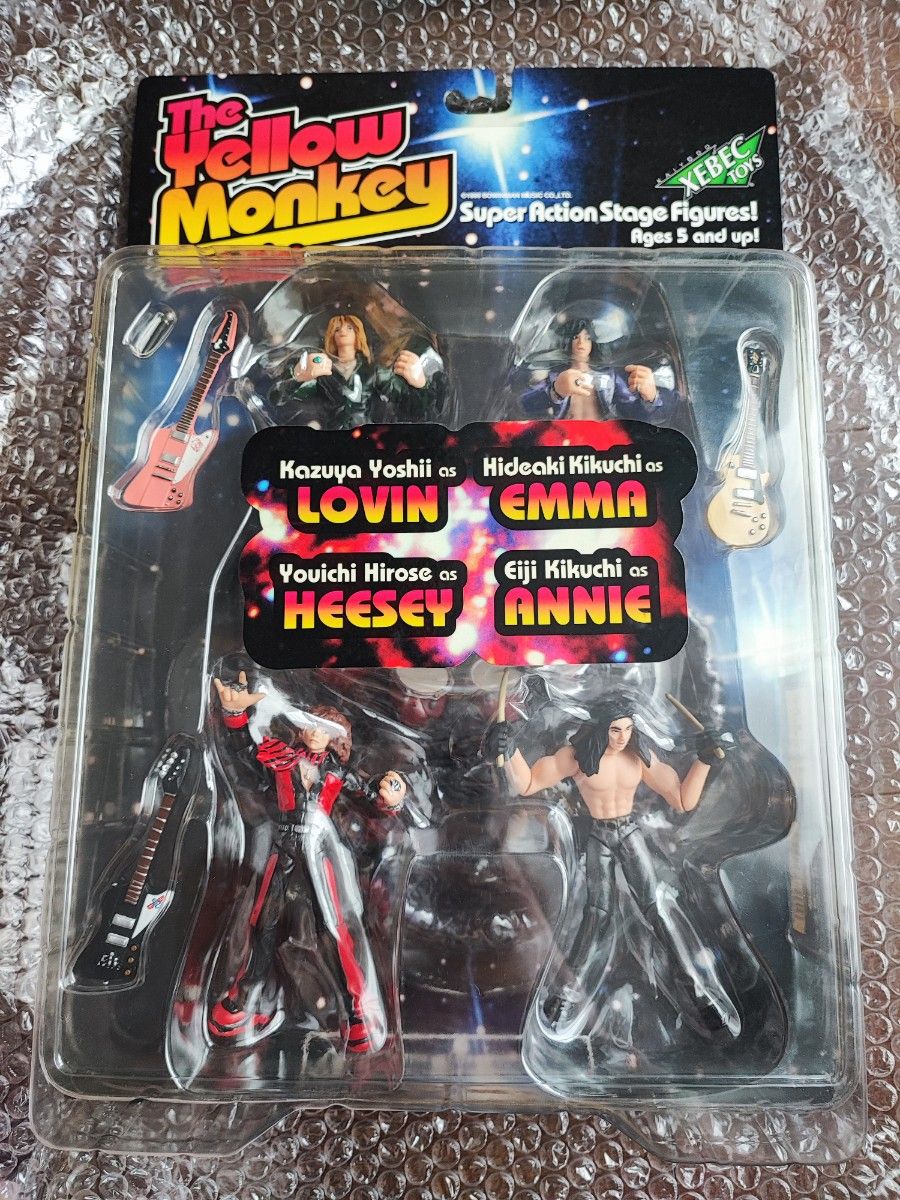 The
Yellow
Monkey
XEBEC
TOYS
Super Action Stage Figures!
Ages 5 and up!
Kazuya Yoshii as
LOVIN
Hideaki Kikuchi as
EMMA
Youichi Hirose as
HEESEY
Eiji Kikuchi as
ANNIE